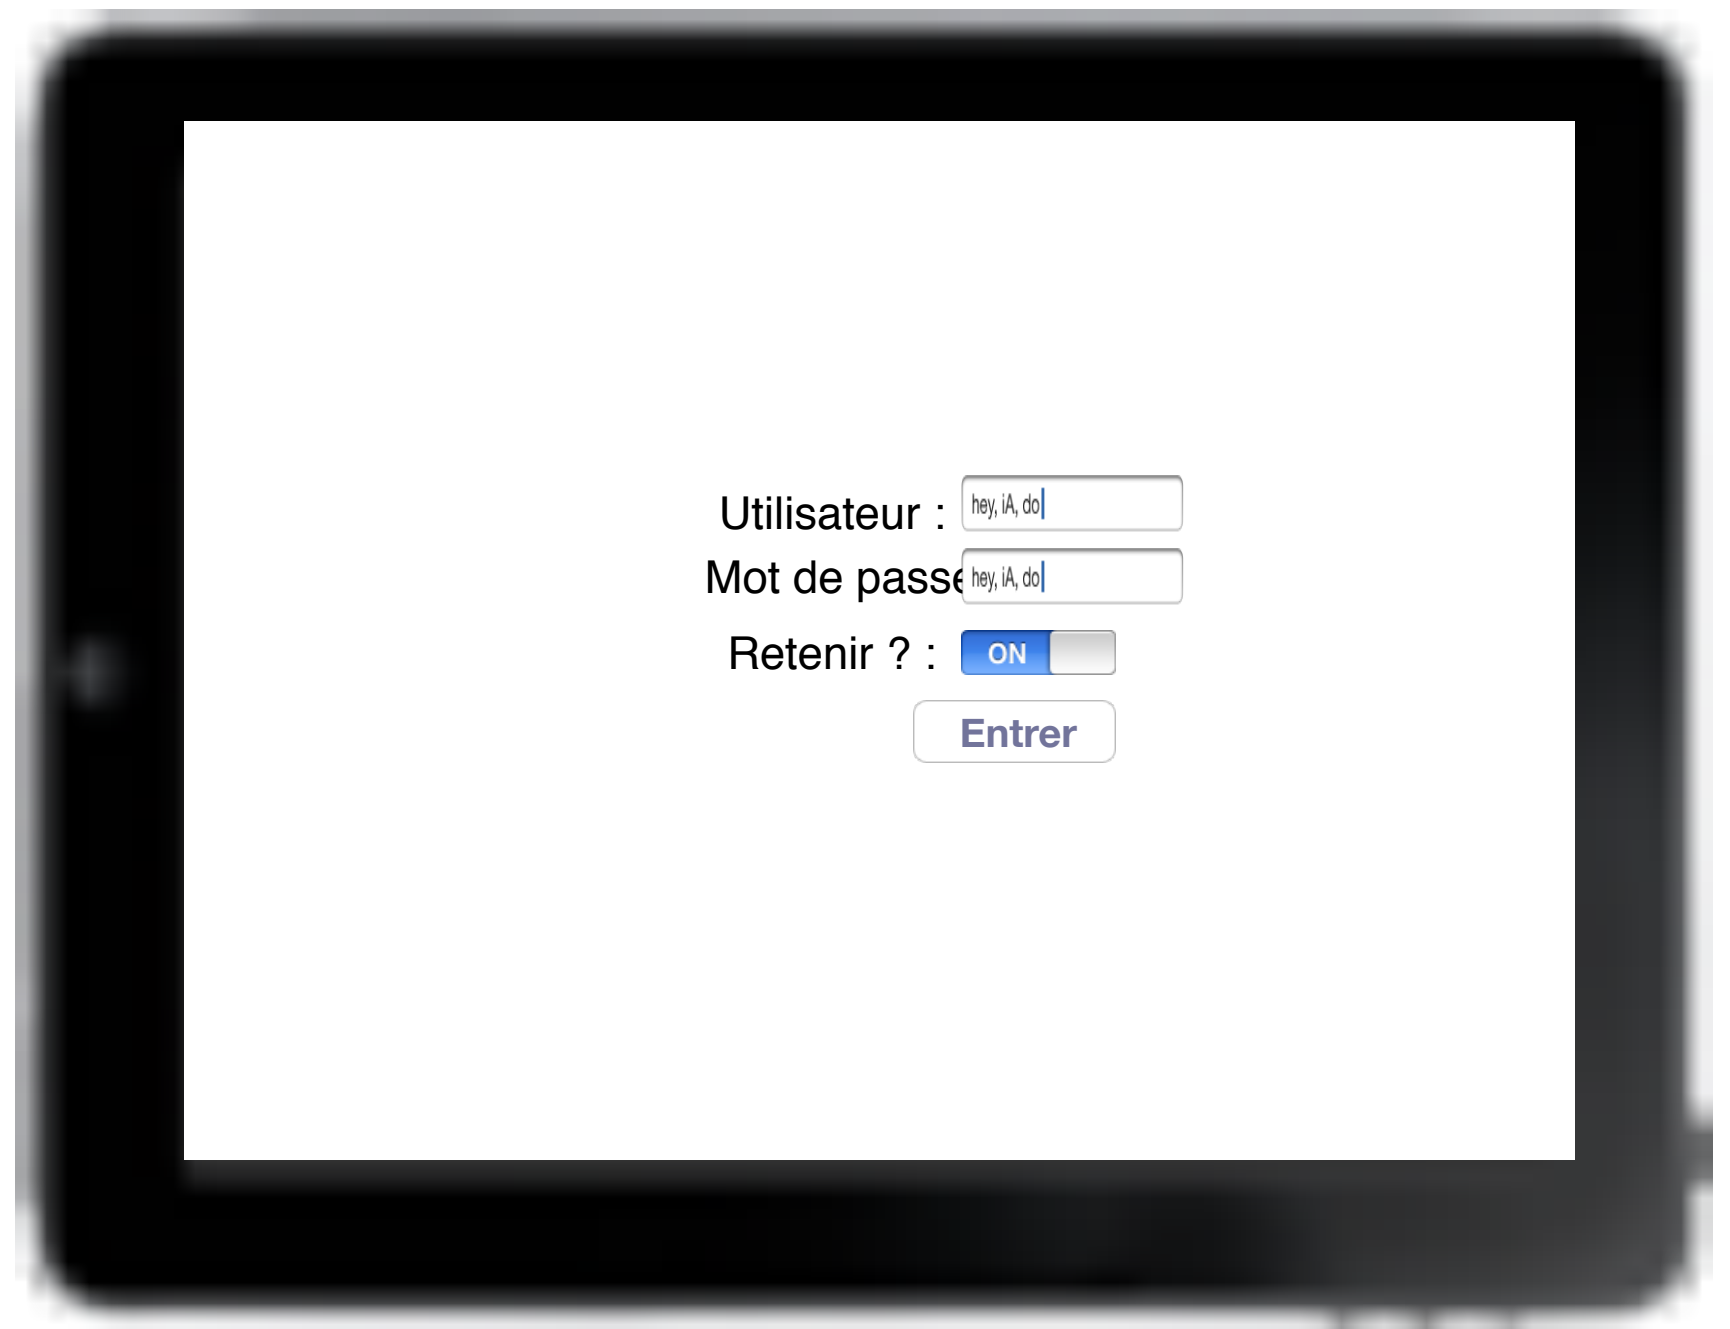 Utilisateur : hey, iA, do
Mot de passe hey, iA, do
Retenir ? : ON
Entrer